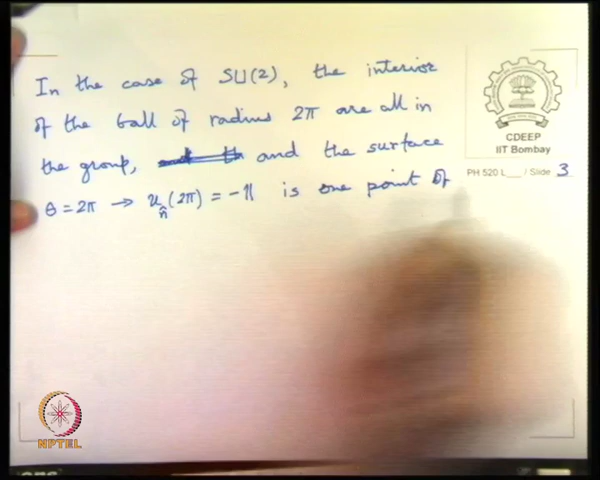 In the case of SU(2), the interior
of the ball of radius 2π are all in
the group, and the surface
θ = 2π → u_n̂(2π) = -1 is one point of
CDEEP
IIT Bombay
PH 520 L___ / Slide 3
NPTEL